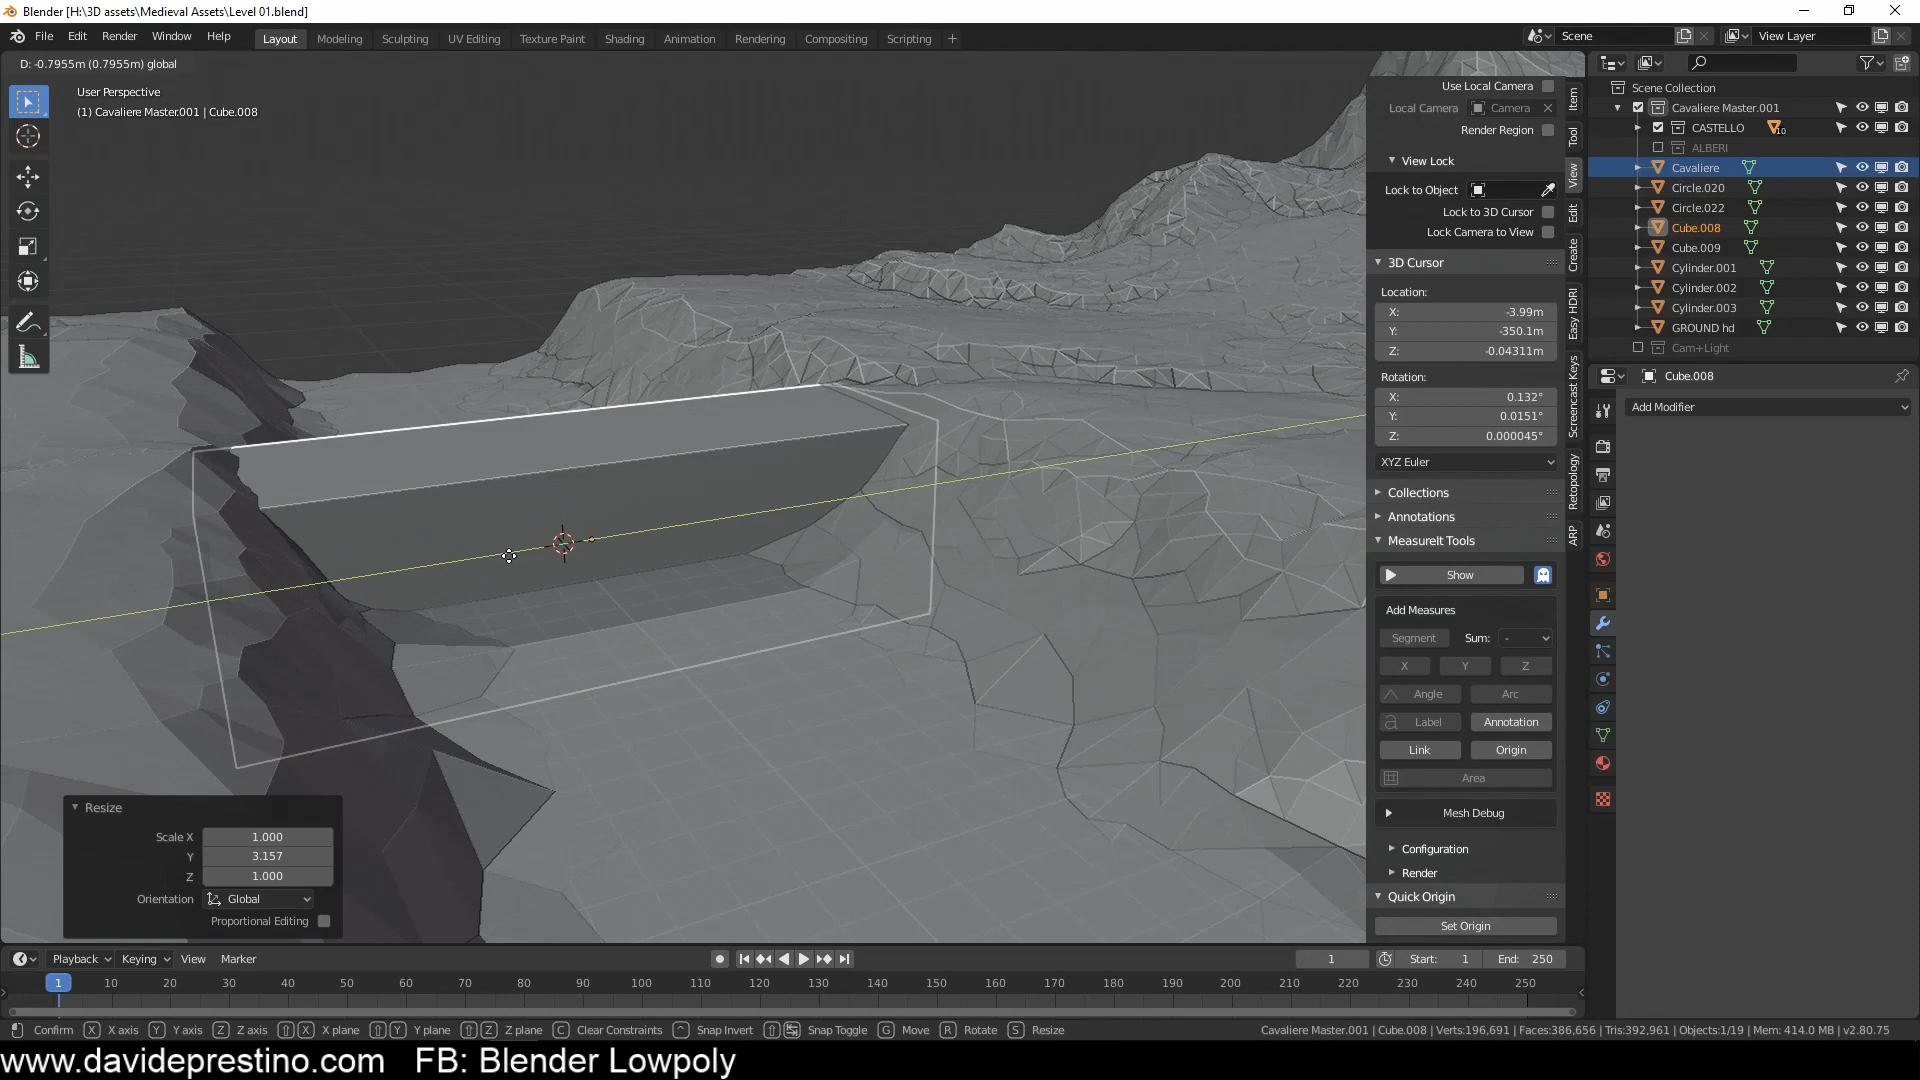 Blender [H:\3D assets\Medieval Assets\Level 01.blend]
File Edit Render Window Help Layout Modeling Sculpting UV Editing Texture Paint Shading Animation Rendering Compositing Scripting + Scene View Layer
D: -0.7955m (0.7955m) global
User Perspective
(1) Cavaliere Master.001 | Cube.008
Use Local Camera
Local Camera Camera
Render Region
View Lock
Lock to Object
Lock to 3D Cursor
Lock Camera to View
3D Cursor
Location:
X: -3.99m
Y: -350.1m
Z: -0.04311m
Rotation:
X: 0.132°
Y: 0.0151°
Z: 0.000045°
XYZ Euler
Collections
Annotations
MeasureIt Tools
Show
Add Measures
Segment Sum: -
X Y Z
Angle Arc
Label Annotation
Link Origin
Area
Mesh Debug
Configuration
Render
Quick Origin
Set Origin
Item
Tool
View
Edit
Create
Easy HDRI
Screencast Keys
Retopology
ARP
Scene Collection
Cavaliere Master.001
CASTELLO 10
ALBERI
Cavaliere
Circle.020
Circle.022
Cube.008
Cube.009
Cylinder.001
Cylinder.002
Cylinder.003
GROUND hd
Cam+Light
Cube.008
Add Modifier
Resize
Scale X 1.000
Y 3.157
Z 1.000
Orientation Global
Proportional Editing
Playback Keying View Marker 1 Start: 1 End: 250
1 10 20 30 40 50 60 70 80 90 100 110 120 130 140 150 160 170 180 190 200 210 220 230 240 250
Confirm X X axis Y Y axis Z Z axis X X plane Y Y plane Z Z plane C Clear Constraints ^ Snap Invert Snap Toggle G Move R Rotate S Resize Cavaliere Master.001 | Cube.008 | Verts:196,691 | Faces:386,656 | Tris:392,961 | Objects:1/19 | Mem: 414.0 MB | v2.80.75
www.davideprestino.com FB: Blender Lowpoly